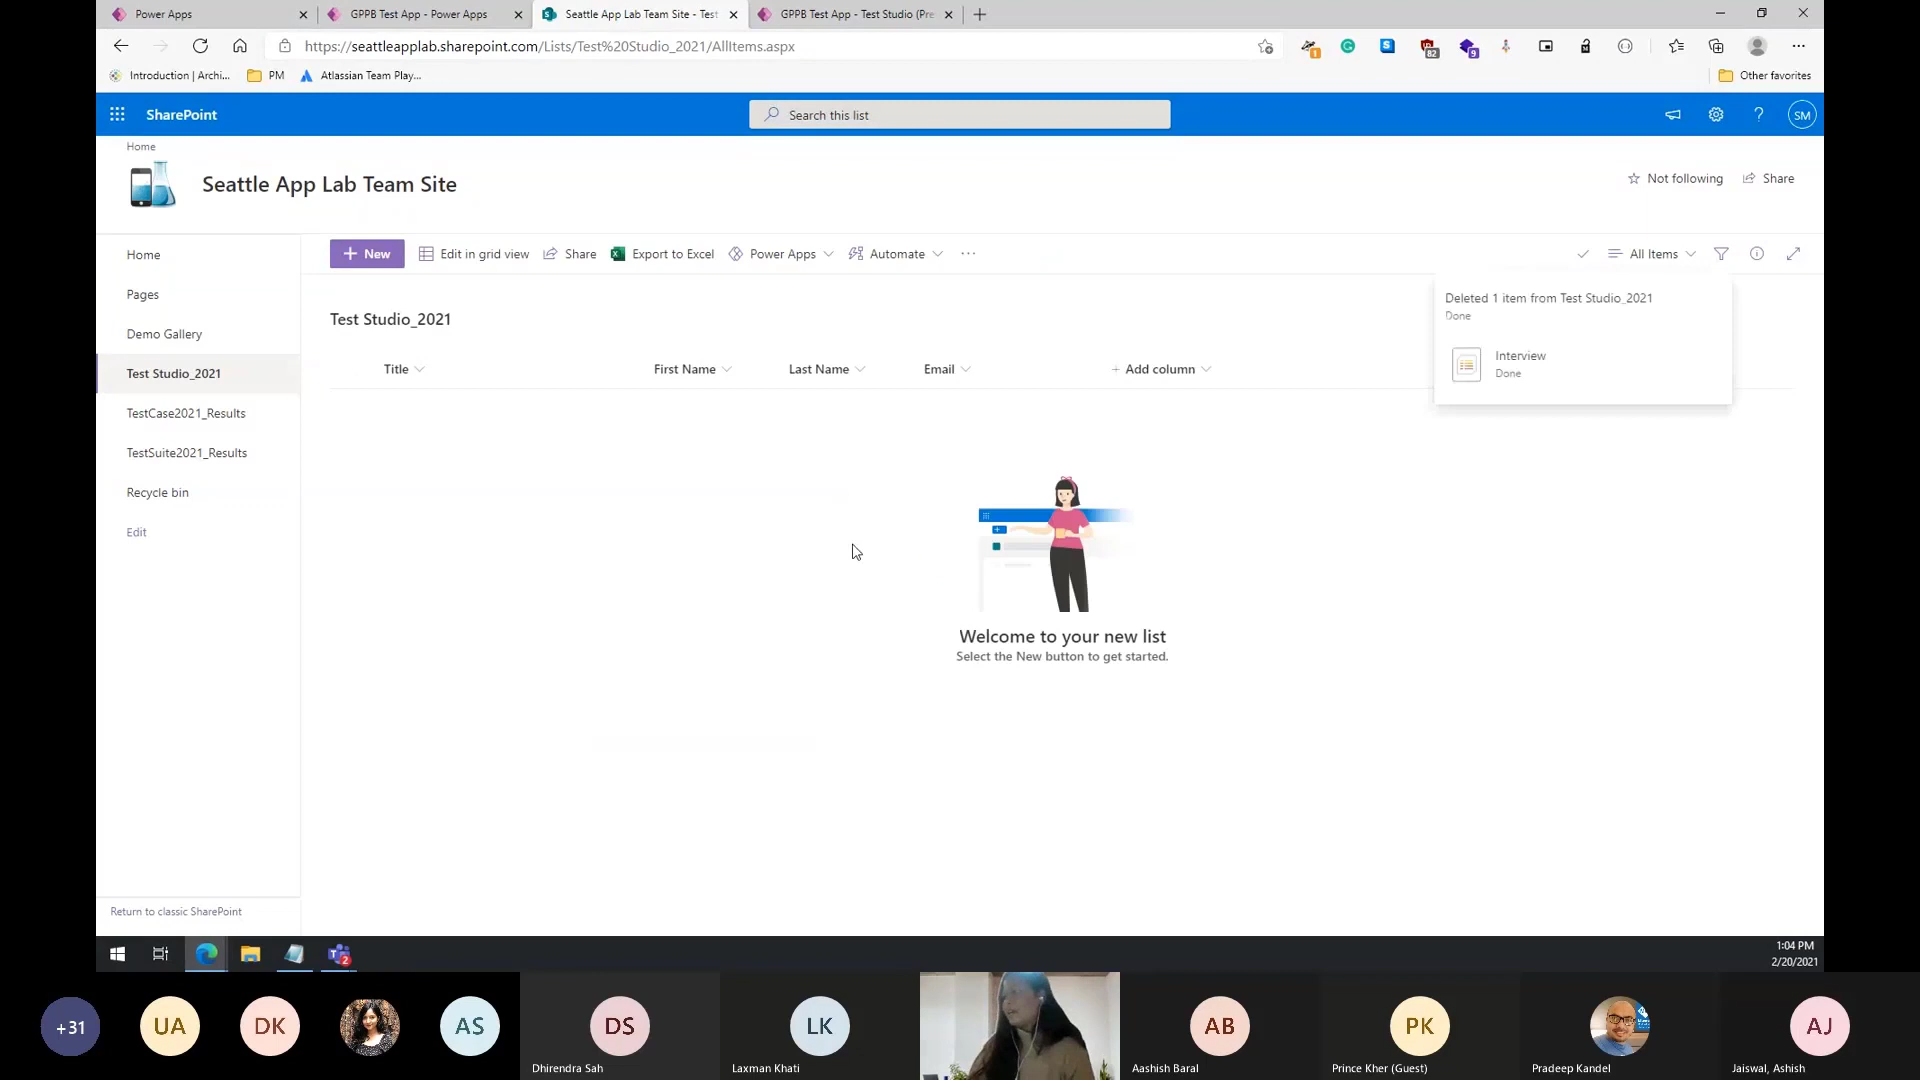 Power Apps
GPPB Test App - Power Apps
Seattle App Lab Team Site - Test
GPPB Test App - Test Studio (Pre
https://seattleapplab.sharepoint.com/Lists/Test%20Studio_2021/AllItems.aspx
1
82
9
Introduction | Archi...
PM
Atlassian Team Play...
Other favorites
SharePoint
Search this list
?
SM
Home
Seattle App Lab Team Site
Not following
Share
Home
Pages
Demo Gallery
Test Studio_2021
TestCase2021_Results
TestSuite2021_Results
Recycle bin
Edit
Return to classic SharePoint
+ New
Edit in grid view
Share
Export to Excel
Power Apps
Automate
...
All Items
Deleted 1 item from Test Studio_2021
Done
Interview
Done
Test Studio_2021
Title
First Name
Last Name
Email
+ Add column
Welcome to your new list
Select the New button to get started.
2
1:04 PM
2/20/2021
+31
UA
DK
AS
DS
Dhirendra Sah
LK
Laxman Khati
AB
Aashish Baral
PK
Prince Kher (Guest)
Pradeep Kandel
AJ
Jaiswal, Ashish